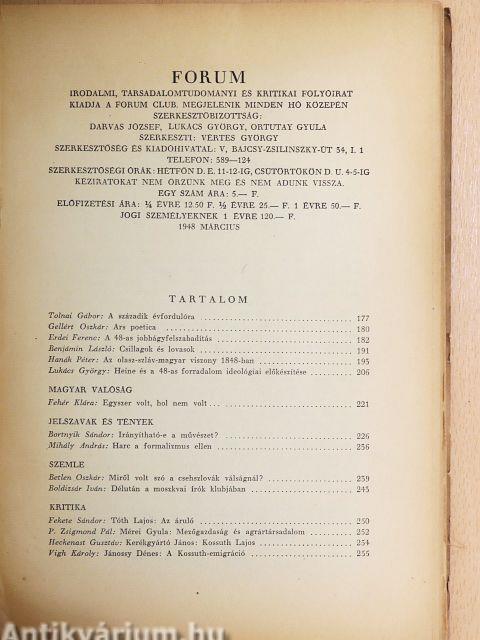 FORUM
IRODALMI, TÁRSADALOMTUDOMÁNYI ÉS KRITIKAI FOLYÓIRAT
KIADJA A FORUM CLUB. MEGJELENIK MINDEN HÓ KÖZEPÉN
SZERKESZTŐBIZOTTSÁG:
DARVAS JÓZSEF, LUKÁCS GYÖRGY, ORTUTAY GYULA
SZERKESZTI: VÉRTES GYÖRGY
SZERKESZTŐSÉG ÉS KIADÓHIVATAL: V, BAJCSY-ZSILINSZKY-ÚT 34, I. 1
TELEFON: 389—124
SZERKESZTŐSÉGI ÓRÁK: HÉTFŐN D. E. 11-12-IG, CSÜTÖRTÖKÖN D. U. 4-5-IG
KÉZIRATOKAT NEM ŐRZÜNK MEG ÉS NEM ADUNK VISSZA.
EGY SZÁM ÁRA: 5.— F.
ELŐFIZETÉSI ÁRA: ¼ ÉVRE 12.50 F. ½ ÉVRE 25.— F. 1 ÉVRE 50.— F.
JOGI SZEMÉLYEKNEK 1 ÉVRE 120.— F.
1948 MÁRCIUS
TARTALOM
Tolnai Gábor: A századik évfordulóra 177
Gellért Oszkár: Ars poetica 180
Erdei Ferenc: A 48-as jobbágyfelszabadítás 182
Benjámin László: Csillagok és lovasok 191
Hanák Péter: Az olasz-szláv-magyar viszony 1848-ban 195
Lukács György: Heine és a 48-as forradalom ideológiai előkészítése 206
MAGYAR VALÓSÁG
Fehér Klára: Egyszer volt, hol nem volt... 221
JELSZAVAK ÉS TÉNYEK
Bortnyik Sándor: Irányítható-e a művészet? 226
Mihály András: Harc a formalizmus ellen 236
SZEMLE
Betlen Oszkár: Miről volt szó a csehszlovák válságnál? 239
Boldizsár Iván: Délután a moszkvai írók klubjában 245
KRITIKA
Fekete Sándor: Tóth Lajos: Az áruló 250
P. Zsigmond Pál: Mérei Gyula: Mezőgazdaság és agrártársadalom 252
Heckenast Gusztáv: Kerékgyártó János: Kossuth Lajos 254
Vigh Károly: Jánossy Dénes: A Kossuth-emigráció 255
Antikvárium.hu